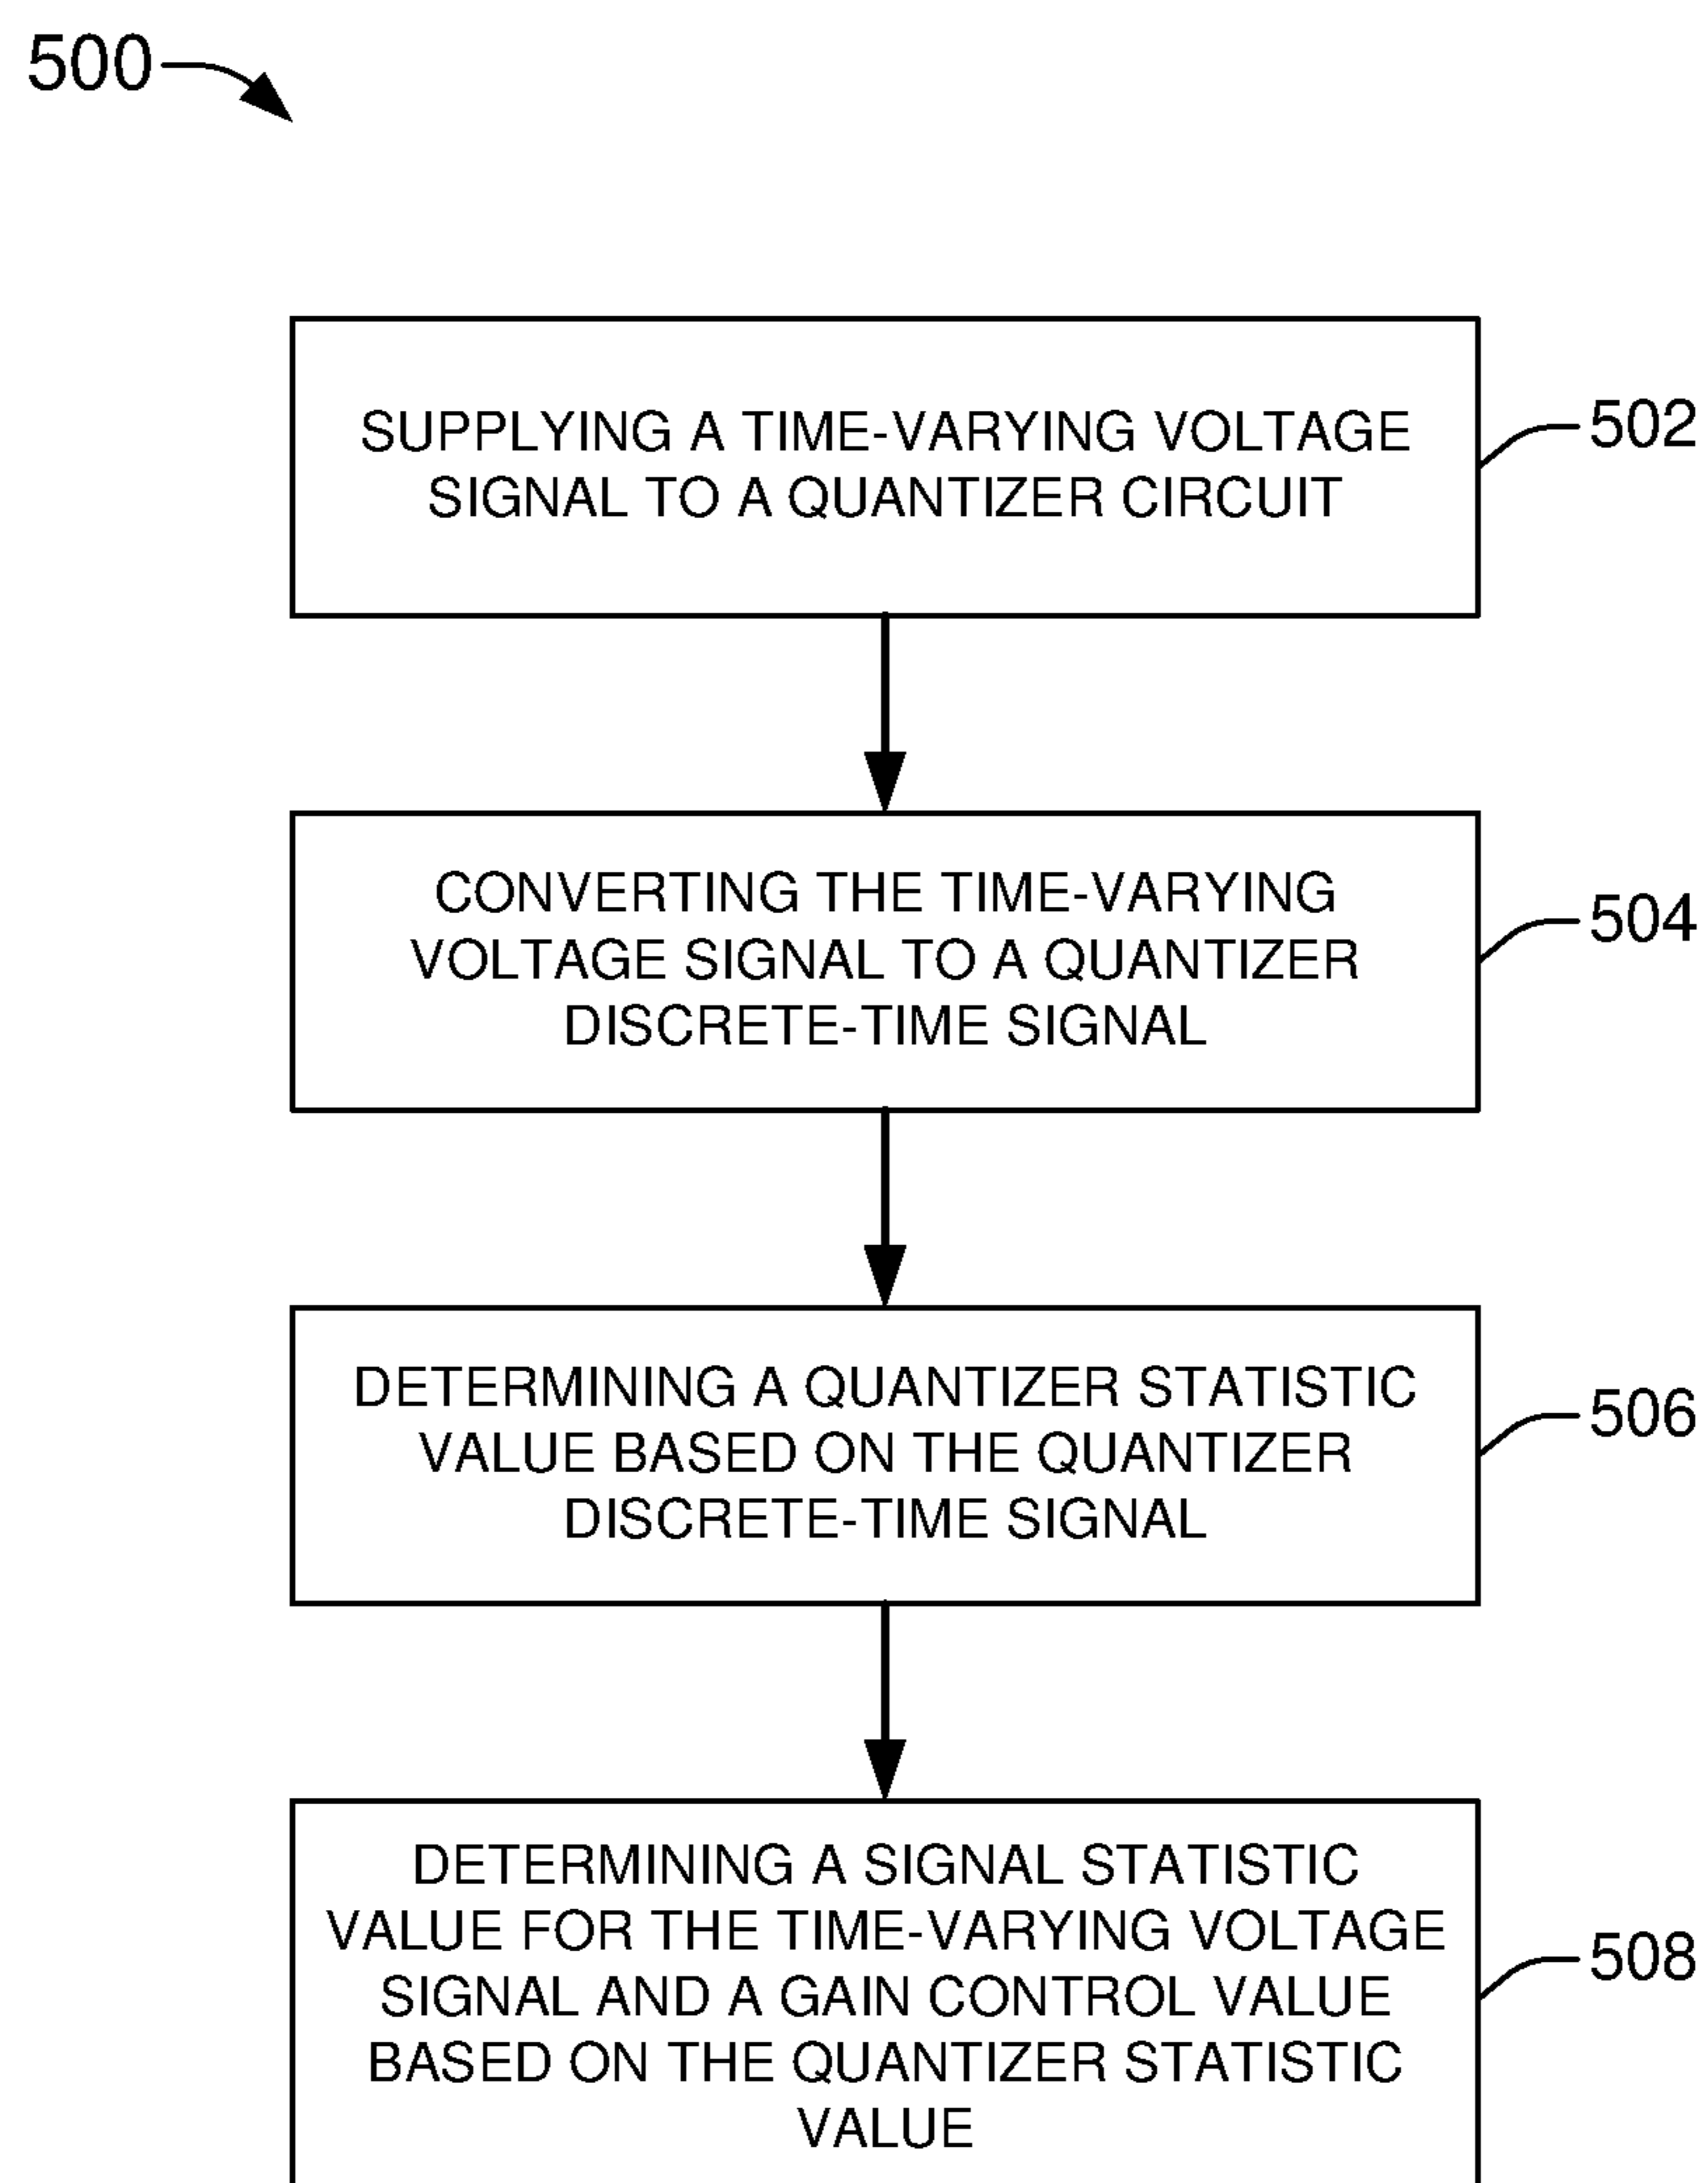 500
SUPPLYING A TIME-VARYING VOLTAGE
SIGNAL TO A QUANTIZER CIRCUIT
502
CONVERTING THE TIME-VARYING
VOLTAGE SIGNAL TO A QUANTIZER
DISCRETE-TIME SIGNAL
504
DETERMINING A QUANTIZER STATISTIC
VALUE BASED ON THE QUANTIZER
DISCRETE-TIME SIGNAL
506
DETERMINING A SIGNAL STATISTIC
VALUE FOR THE TIME-VARYING VOLTAGE
SIGNAL AND A GAIN CONTROL VALUE
BASED ON THE QUANTIZER STATISTIC
VALUE
508